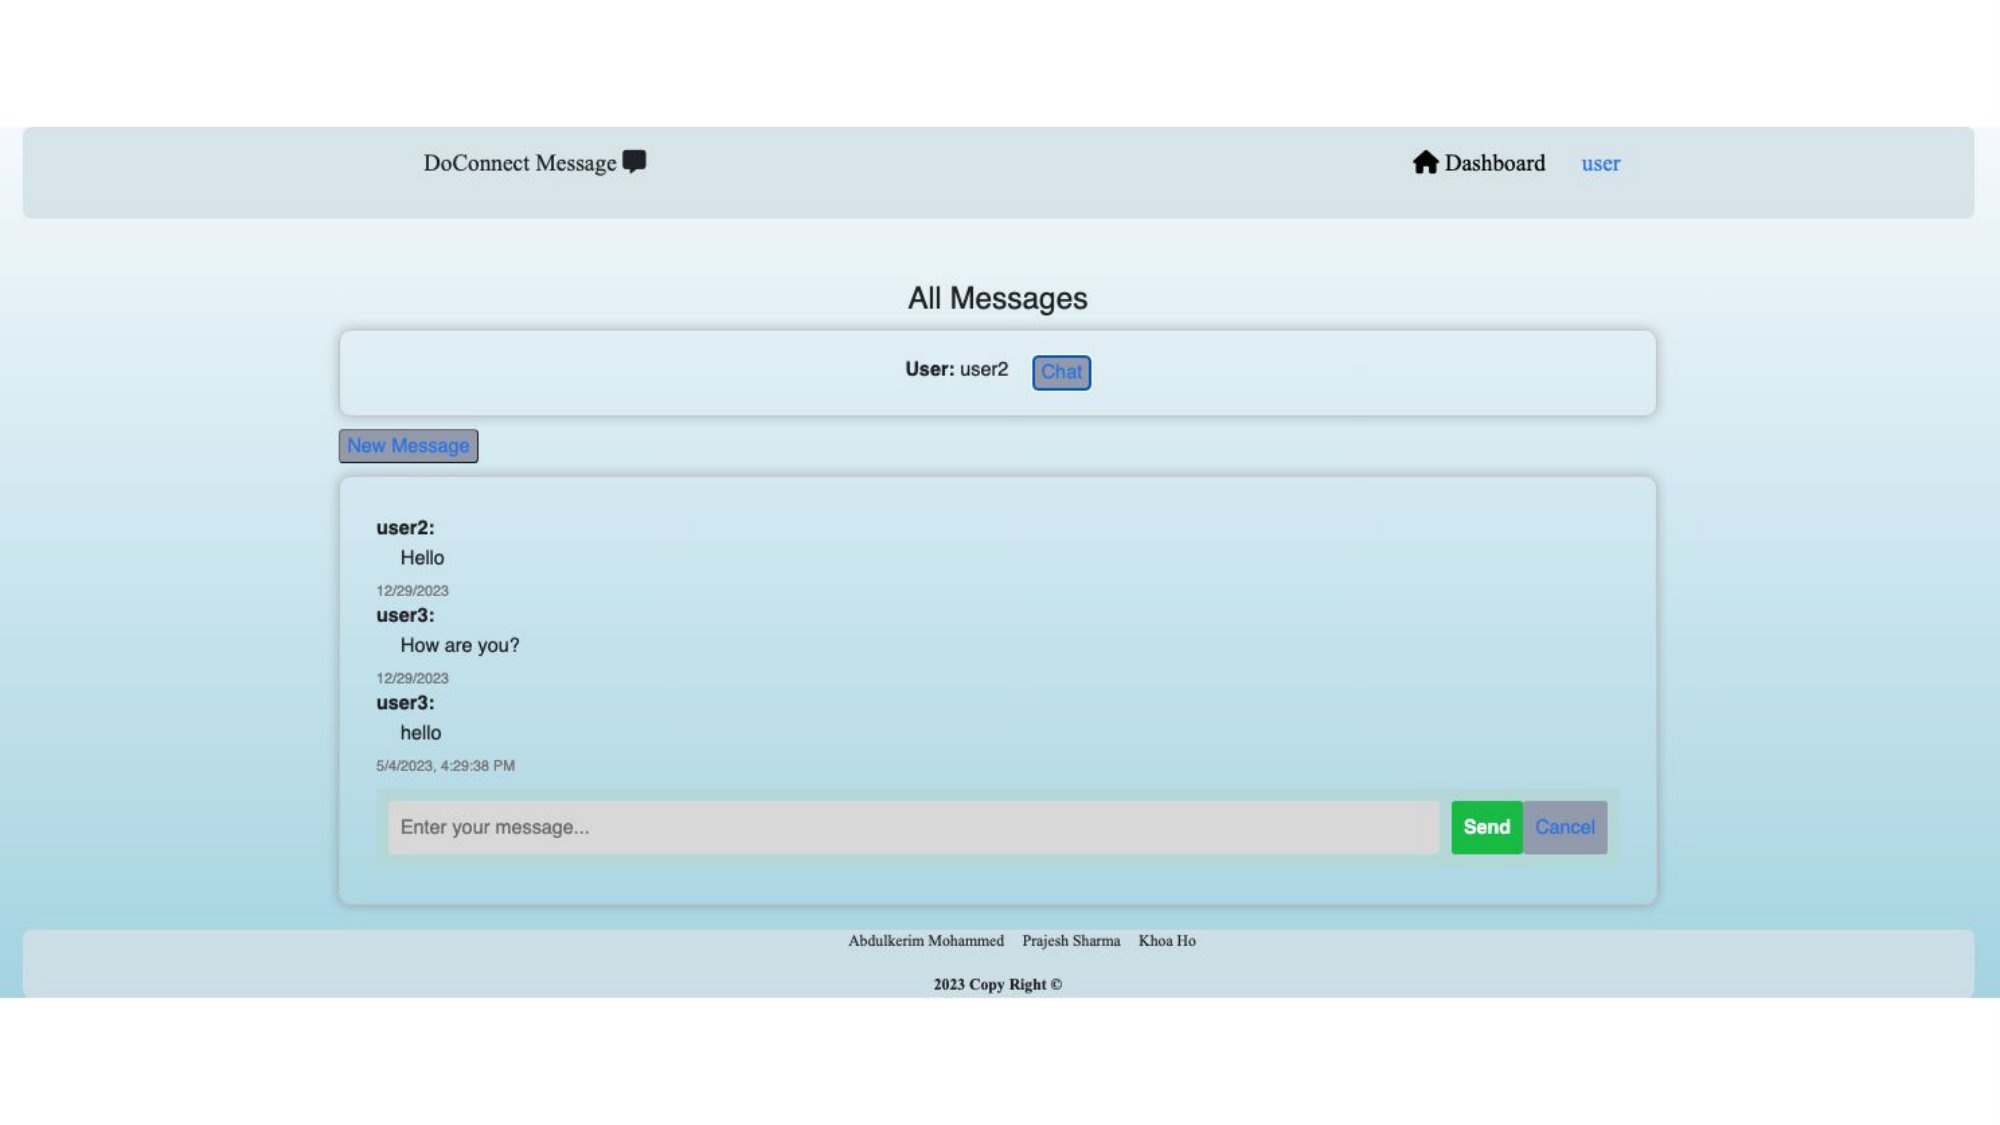 DoConnect Message Dashboard user
All Messages
User: user2 Chat
New Message
user2:
Hello
12/29/2023
user3:
How are you?
12/29/2023
user3:
hello
5/4/2023, 4:29:38 PM
Enter your message... Send Cancel
Abdulkerim Mohammed Prajesh Sharma Khoa Ho
2023 Copy Right ©